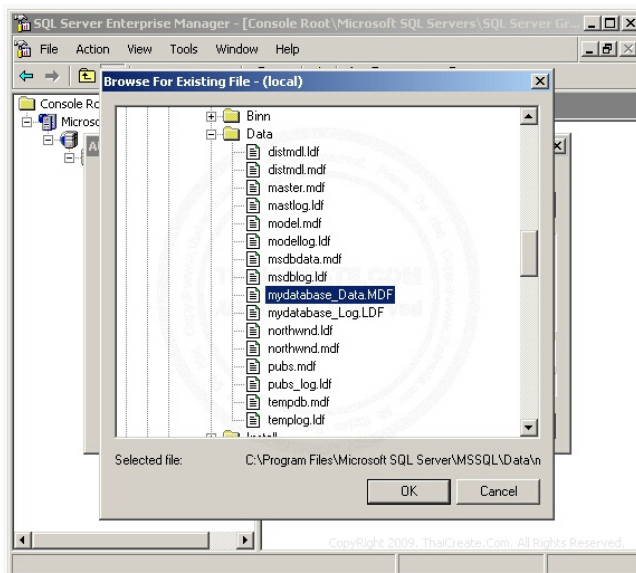 SQL Server Enterprise Manager - [Console Root\Microsoft SQL Servers\SQL Server Gr...
File Action View Tools Window Help
Browse For Existing File - (local)
Console Ro
Microso
Binn
Data
distmdl.ldf
distmdl.mdf
master.mdf
mastlog.ldf
model.mdf
modellog.ldf
msdbdata.mdf
msdblog.ldf
mydatabase_Data.MDF
mydatabase_Log.LDF
northwnd.ldf
northwnd.mdf
pubs.mdf
pubs_log.ldf
tempdb.mdf
templog.ldf
Install
Selected file: C:\Program Files\Microsoft SQL Server\MSSQL\Data\n
OK Cancel
CopyRight 2009. ThaiCreate.Com. All Rights Reserved.